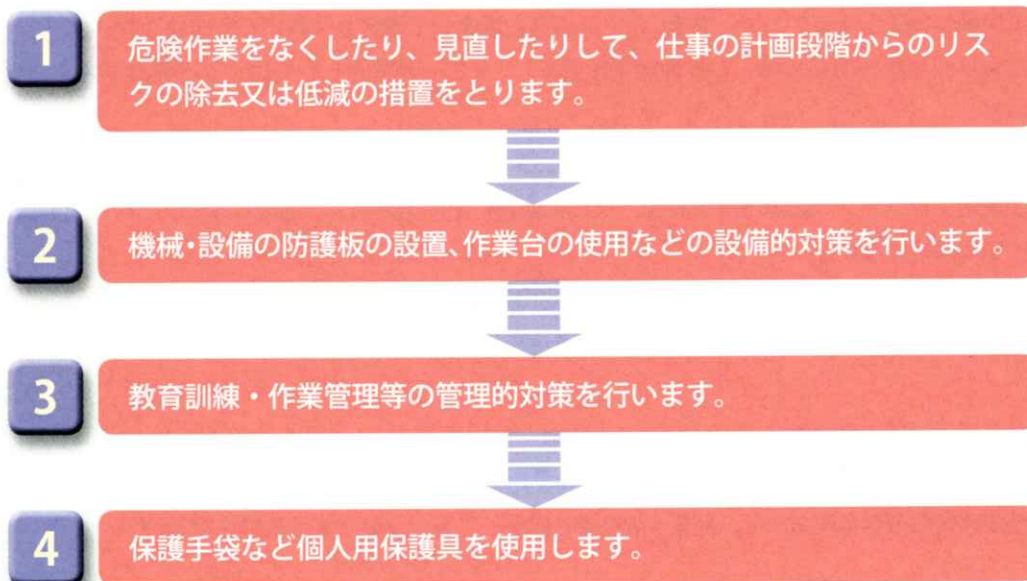 1
危険作業をなくしたり、見直したりして、仕事の計画段階からのリス
クの除去又は低減の措置をとります。
2
機械・設備の防護板の設置、作業台の使用などの設備的対策を行います。
3
教育訓練・作業管理等の管理的対策を行います。
4
保護手袋など個人用保護具を使用します。